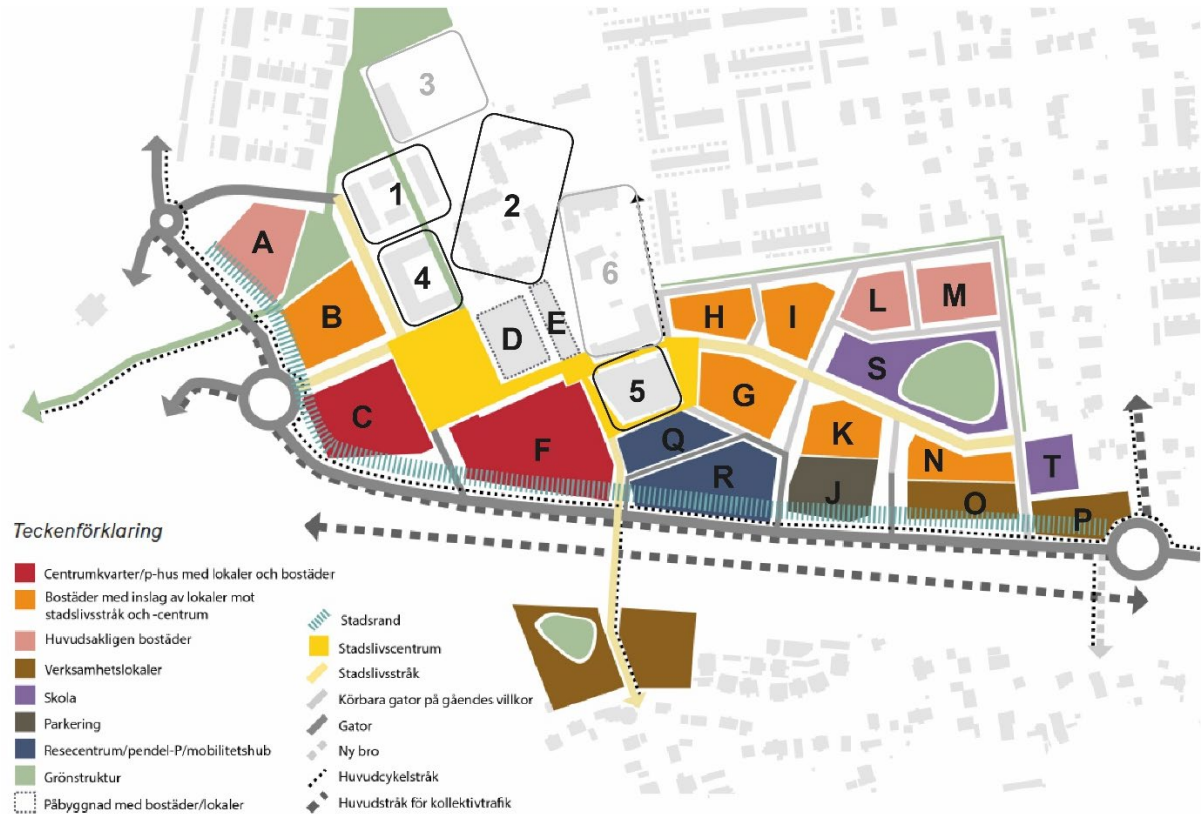 3
1
2
A
4
6
B
D
E
H
I
L
M
C
5
G
S
F
Q
K
R
J
N
O
T
P
Teckenförklaring
Centrumkvarter/p-hus med lokaler och bostäder
Bostäder med inslag av lokaler mot
stadslivsstråk och -centrum
Huvudsakligen bostäder
Verksamhetslokaler
Skola
Parkering
Resecentrum/pendel-P/mobilitetshub
Grönstruktur
Påbyggnad med bostäder/lokaler
Stadsrand
Stadslivscentrum
Stadslivsstråk
Körbara gator på gåendes villkor
Gator
Ny bro
Huvudcykelstråk
Huvudstråk för kollektivtrafik